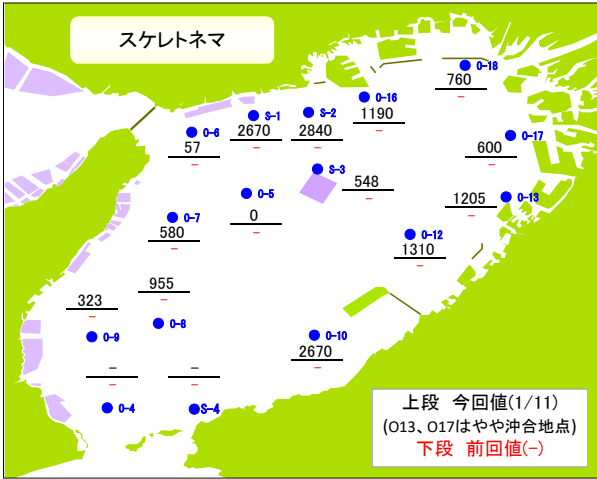 スケレトネマ
O-18
760
−
O-16
1190
−
S-1
2670
−
S-2
2840
−
O-6
57
−
O-17
600
−
S-3
548
−
O-5
0
−
O-13
1205
−
O-7
580
−
O-12
1310
−
955
−
O-8
323
−
O-9
O-10
2670
−
−
−
O-4
−
−
S-4
上段 今回値(1/11)
(O13、O17はやや沖合地点)
下段 前回値(-)